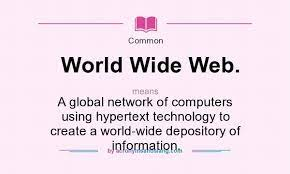 Common
World Wide Web.
means
A global network of computers
using hypertext technology to
create a world-wide depository of
information.